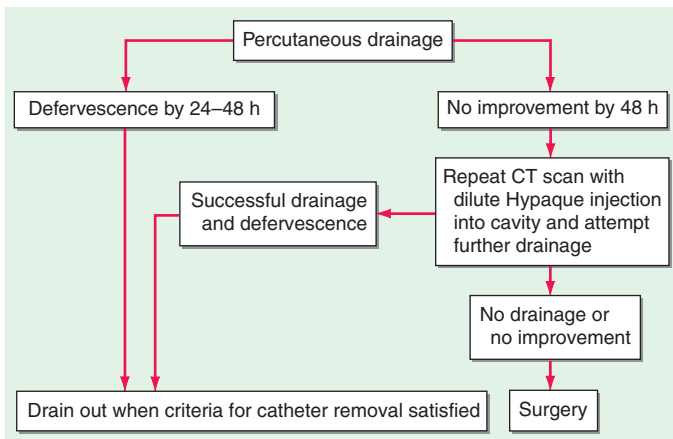 Percutaneous drainage
Defervescence by 24–48 h
No improvement by 48 h
Repeat CT scan with
dilute Hypaque injection
into cavity and attempt
further drainage
Successful drainage
and defervescence
No drainage or
no improvement
Drain out when criteria for catheter removal satisfied
Surgery